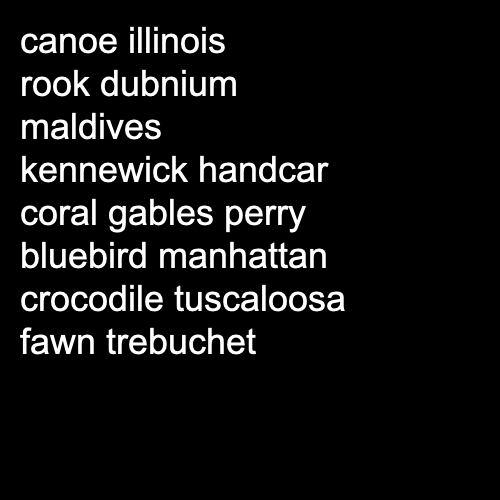 canoe illinois
rook dubnium
maldives
kennewick handcar
coral gables perry
bluebird manhattan
crocodile tuscaloosa
fawn trebuchet